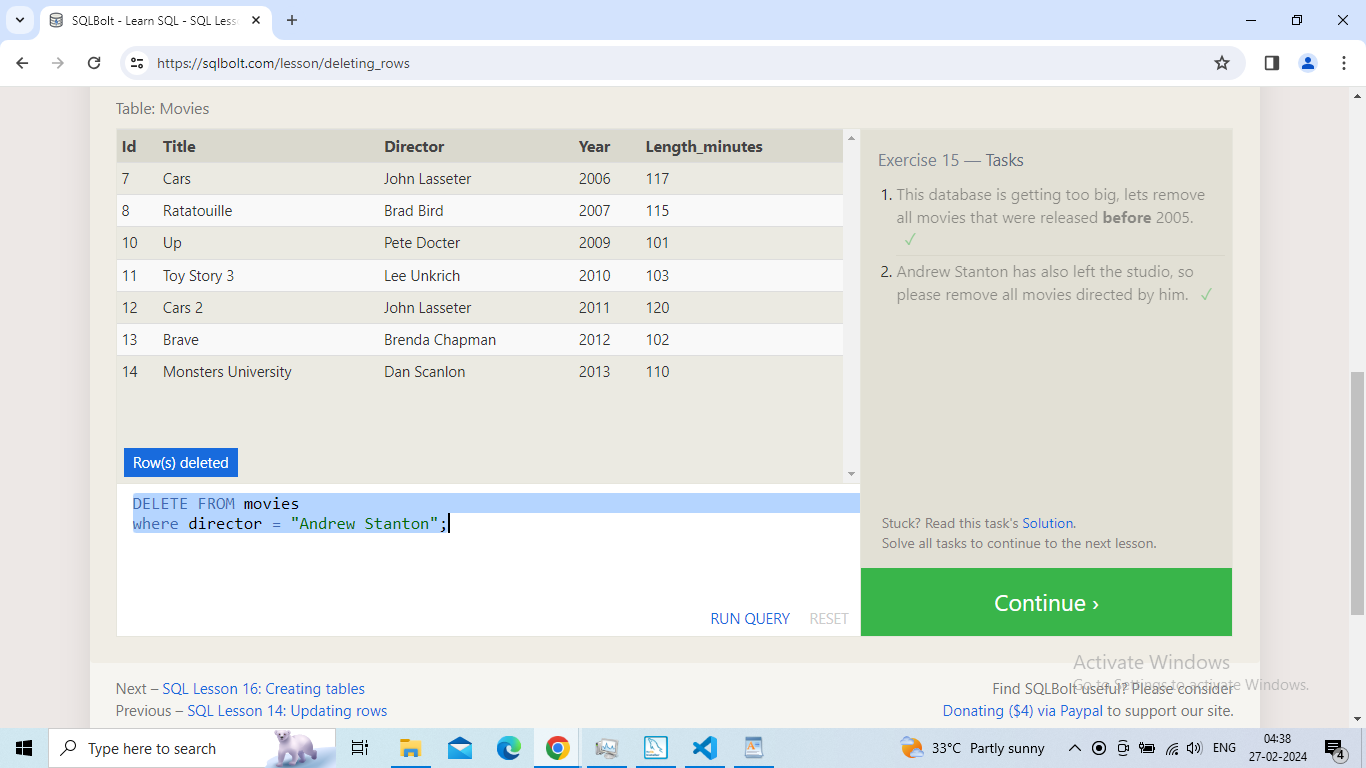 SQLBolt - Learn SQL - SQL Less
https://sqlbolt.com/lesson/deleting_rows
Table: Movies
Id Title Director Year Length_minutes
7 Cars John Lasseter 2006 117
8 Ratatouille Brad Bird 2007 115
10 Up Pete Docter 2009 101
11 Toy Story 3 Lee Unkrich 2010 103
12 Cars 2 John Lasseter 2011 120
13 Brave Brenda Chapman 2012 102
14 Monsters University Dan Scanlon 2013 110
Row(s) deleted
DELETE FROM movies
where director = "Andrew Stanton";
RUN QUERY RESET
Exercise 15 — Tasks
1. This database is getting too big, lets remove
all movies that were released before 2005.
✓
2. Andrew Stanton has also left the studio, so
please remove all movies directed by him. ✓
Stuck? Read this task's Solution.
Solve all tasks to continue to the next lesson.
Continue ›
Next – SQL Lesson 16: Creating tables
Previous – SQL Lesson 14: Updating rows
Find SQLBolt useful? Please consider
Donating ($4) via Paypal to support our site.
Activate Windows
Go to Settings to activate Windows.
Type here to search
33°C Partly sunny
ENG
04:38
27-02-2024
4